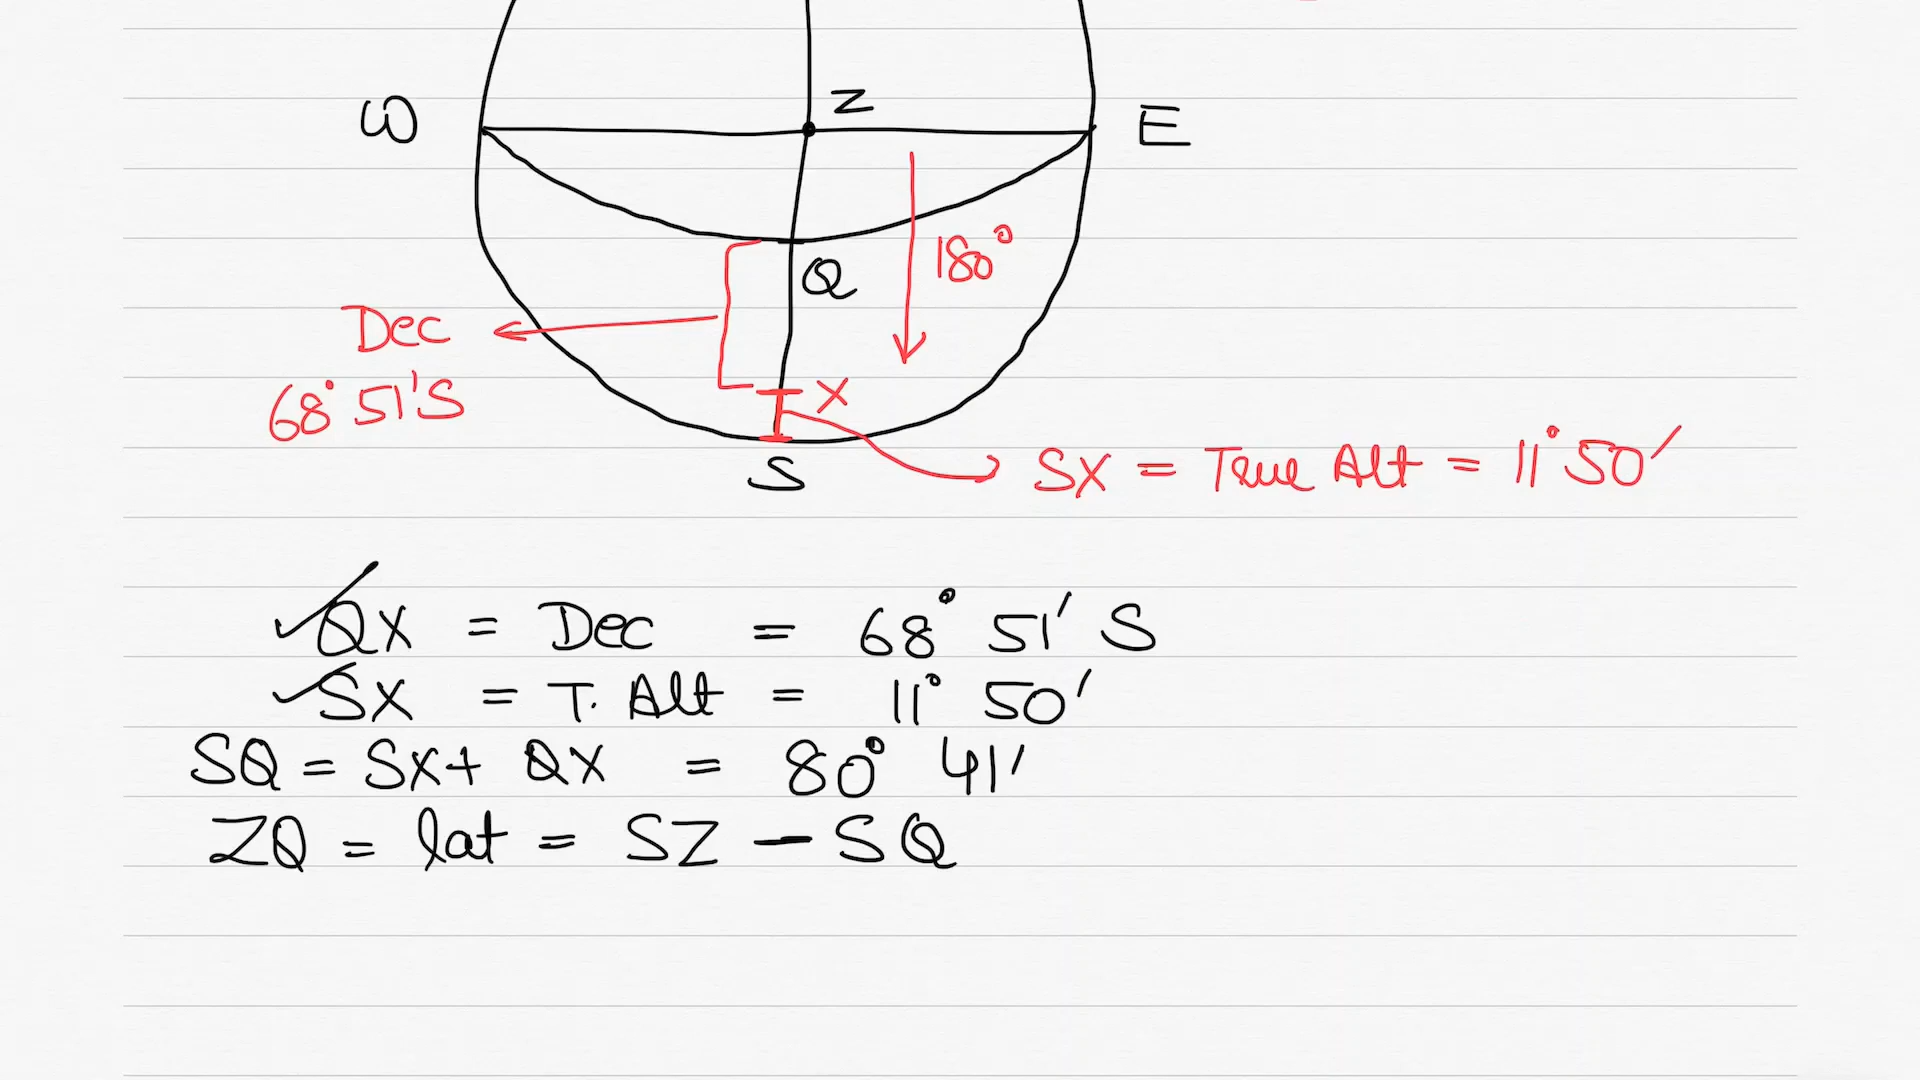 Z
W
E
Q
180°
Dec
68° 51' S
X
S
SX = True Alt = 11° 50'
QX = Dec = 68° 51' S
SX = T. Alt = 11° 50'
SQ = SX + QX = 80° 41'
ZQ = lat = SZ - SQ